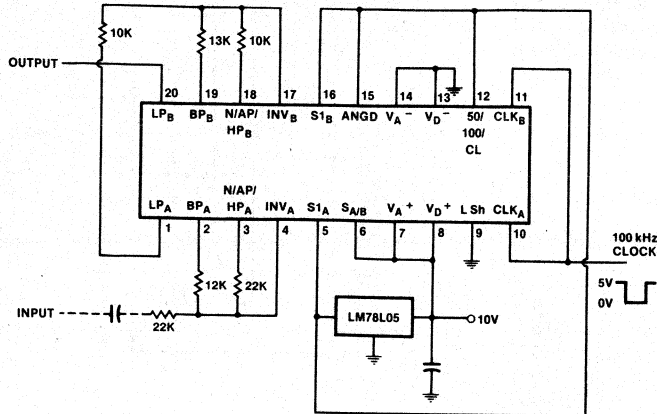 10K
13K
10K
OUTPUT
20 19 18 17 16 15 14 13 12 11
LPB BPB N/AP/ HPB INVB S1B ANGD VA− VD− 50/ 100/ CL CLKB
LPA BPA N/AP/ HPA INVA S1A SA/B VA+ VD+ LSh CLKA
1 2 3 4 5 6 7 8 9 10
100 kHz
CLOCK
5V
0V
12K
22K
INPUT
22K
LM78L05
10V